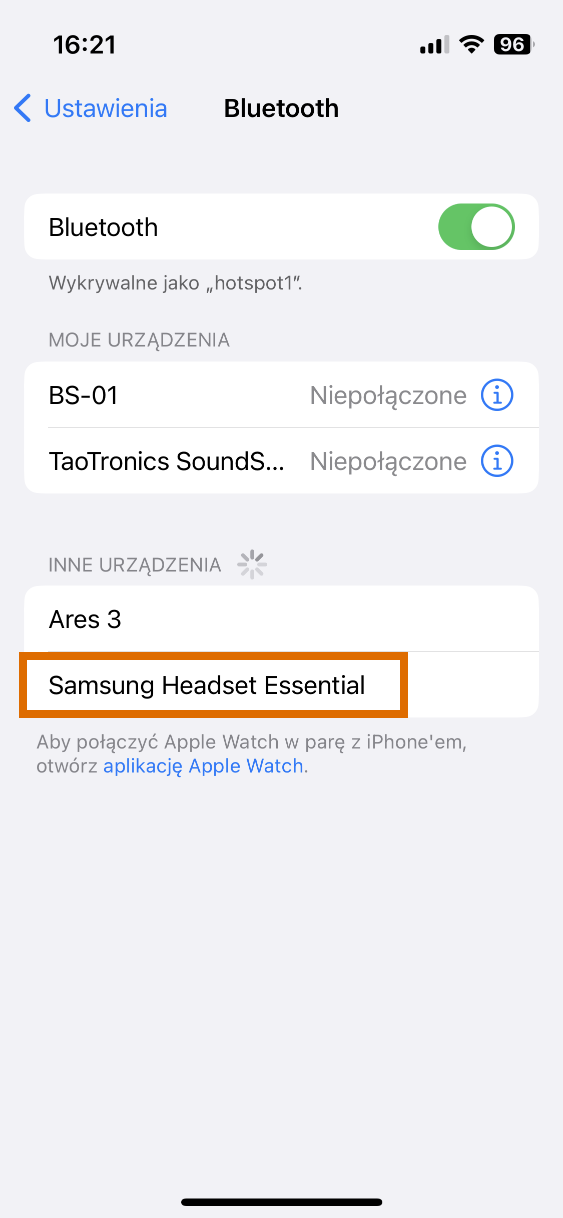 16:21
96
Ustawienia
Bluetooth
Bluetooth
Wykrywalne jako „hotspot1”.
MOJE URZĄDZENIA
BS-01 Niepołączone
TaoTronics SoundS... Niepołączone
INNE URZĄDZENIA
Ares 3
Samsung Headset Essential
Aby połączyć Apple Watch w parę z iPhone'em,
otwórz aplikację Apple Watch.